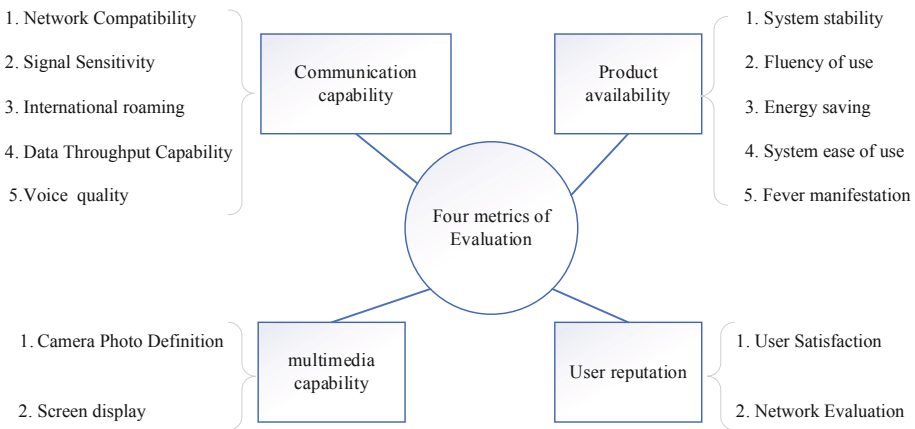 1. Network Compatibility
2. Signal Sensitivity
3. International roaming
4. Data Throughput Capability
5.Voice quality
Communication
capability
Product
availability
1. System stability
2. Fluency of use
3. Energy saving
4. System ease of use
5. Fever manifestation
Four metrics of
Evaluation
1. Camera Photo Definition
2. Screen display
multimedia
capability
User reputation
1. User Satisfaction
2. Network Evaluation